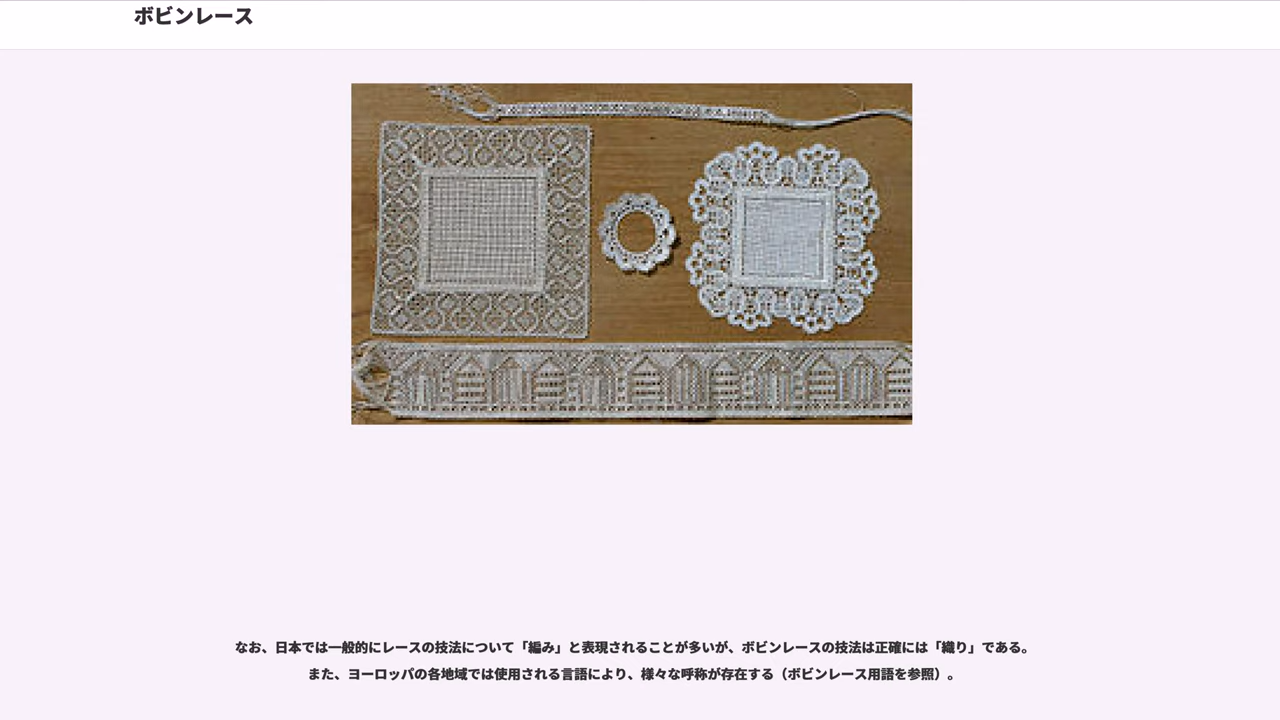 ボビンレース
なお、日本では一般的にレースの技法について「編み」と表現されることが多いが、ボビンレースの技法は正確には「織り」である。
また、ヨーロッパの各地域では使用される言語により、様々な呼称が存在する（ボビンレース用語を参照）。